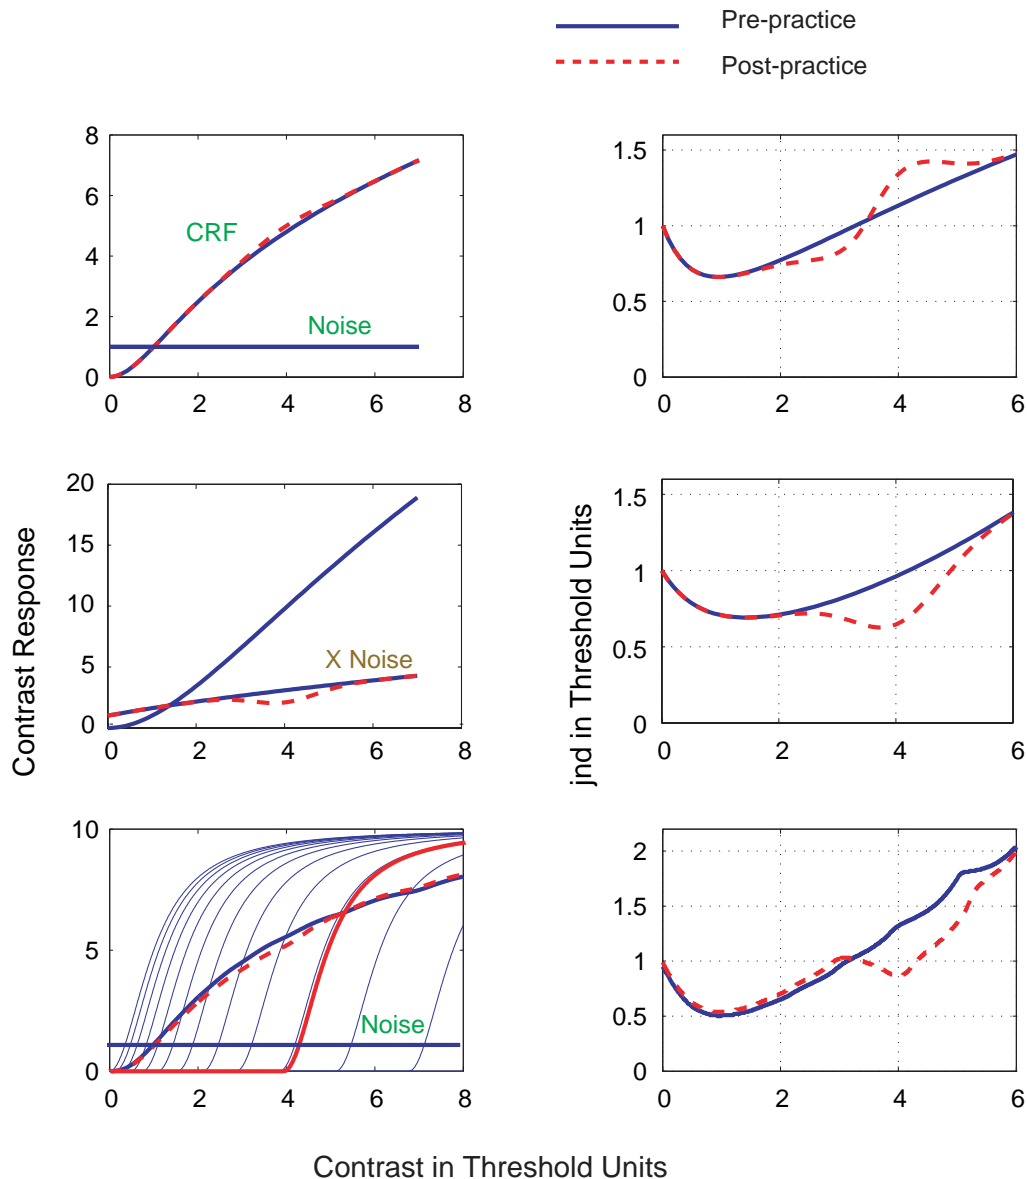 Pre-practice
Post-practice
8
6
4
2
0
CRF
Noise
0 2 4 6 8
1.5
1
0.5
0
0 2 4 6
Contrast Response
20
15
10
5
0
X Noise
0 2 4 6 8
jnd in Threshold Units
1.5
1
0.5
0
0 2 4 6
10
5
0
Noise
0 2 4 6 8
2
1.5
1
0.5
0
0 2 4 6
Contrast in Threshold Units